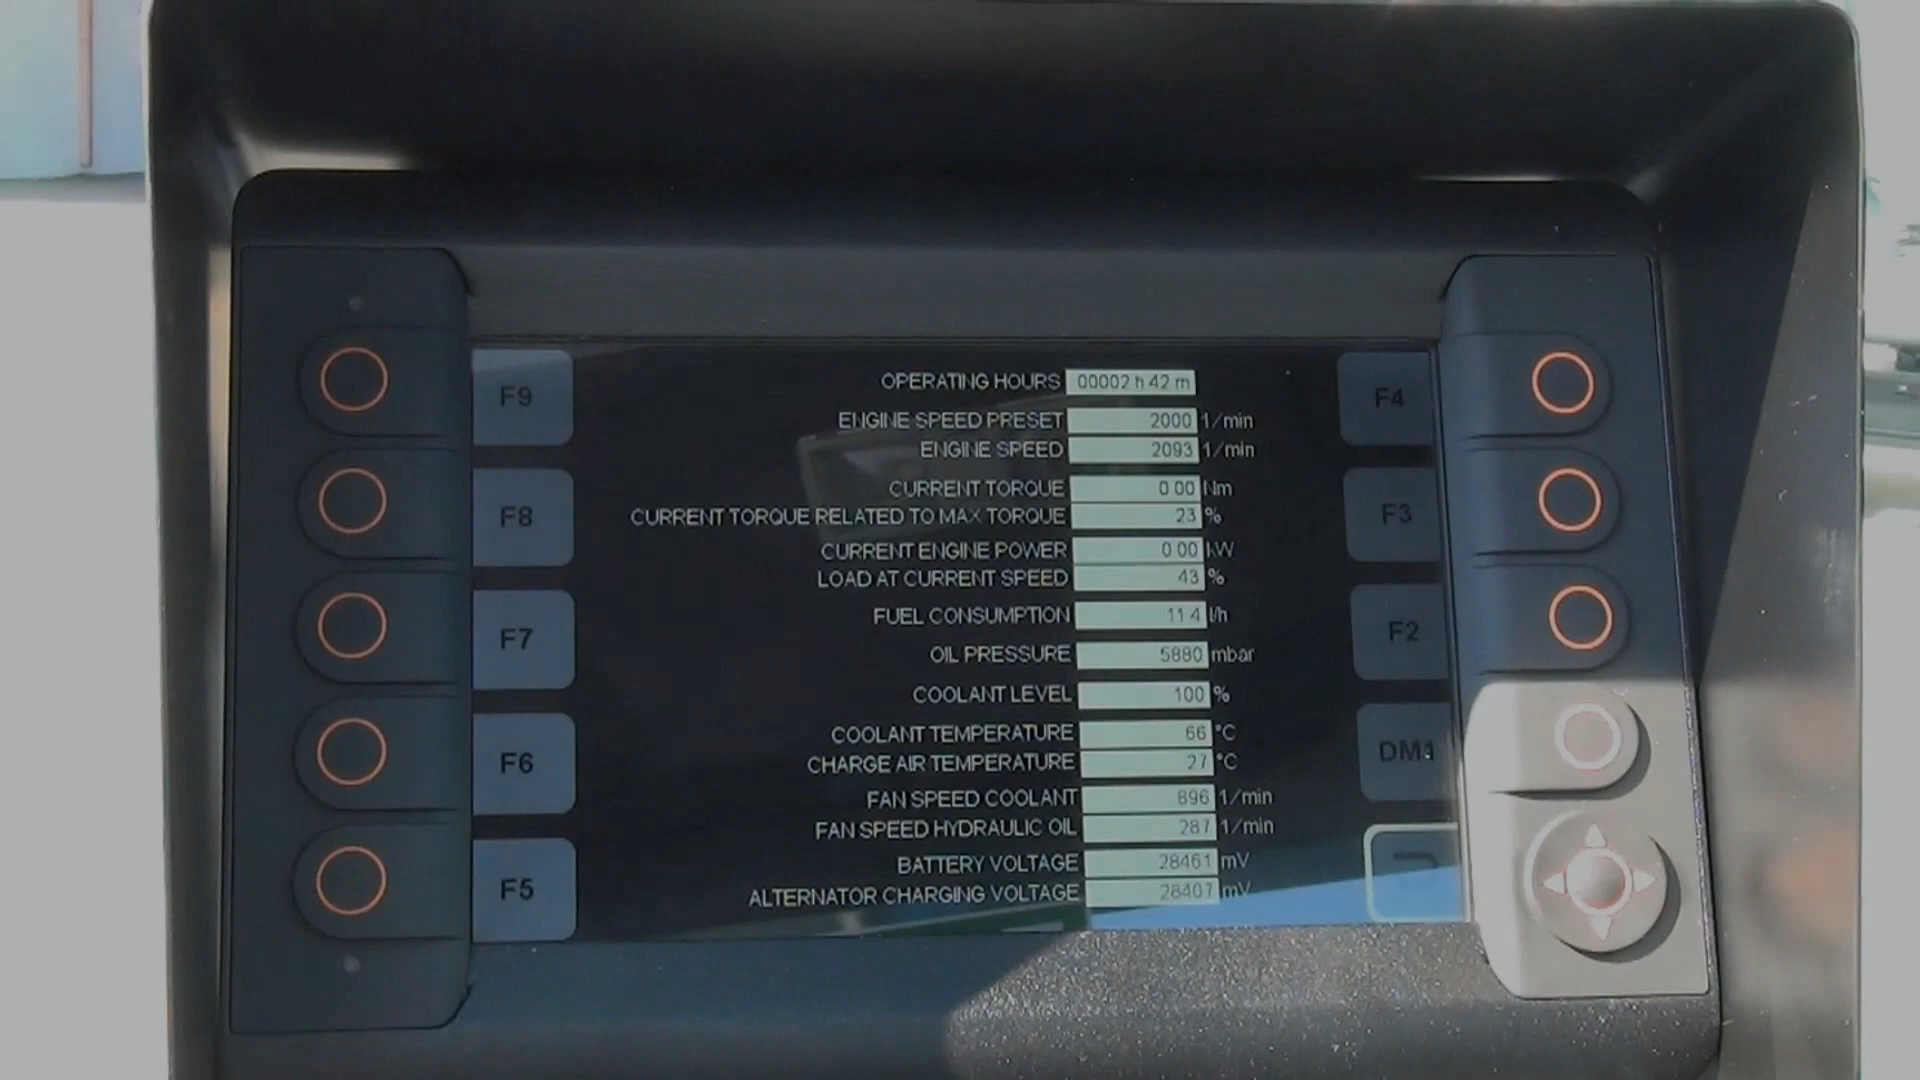 F9
F8
F7
F6
F5
OPERATING HOURS 00002 h 42 m
ENGINE SPEED PRESET 2000 1/min
ENGINE SPEED 2093 1/min
CURRENT TORQUE 0.00 Nm
CURRENT TORQUE RELATED TO MAX TORQUE 23 %
CURRENT ENGINE POWER 0.00 kW
LOAD AT CURRENT SPEED 43 %
FUEL CONSUMPTION 11.4 l/h
OIL PRESSURE 5880 mbar
COOLANT LEVEL 100 %
COOLANT TEMPERATURE 66 °C
CHARGE AIR TEMPERATURE 27 °C
FAN SPEED COOLANT 896 1/min
FAN SPEED HYDRAULIC OIL 287 1/min
BATTERY VOLTAGE 28461 mV
ALTERNATOR CHARGING VOLTAGE 28407 mV
F4
F3
F2
DM1